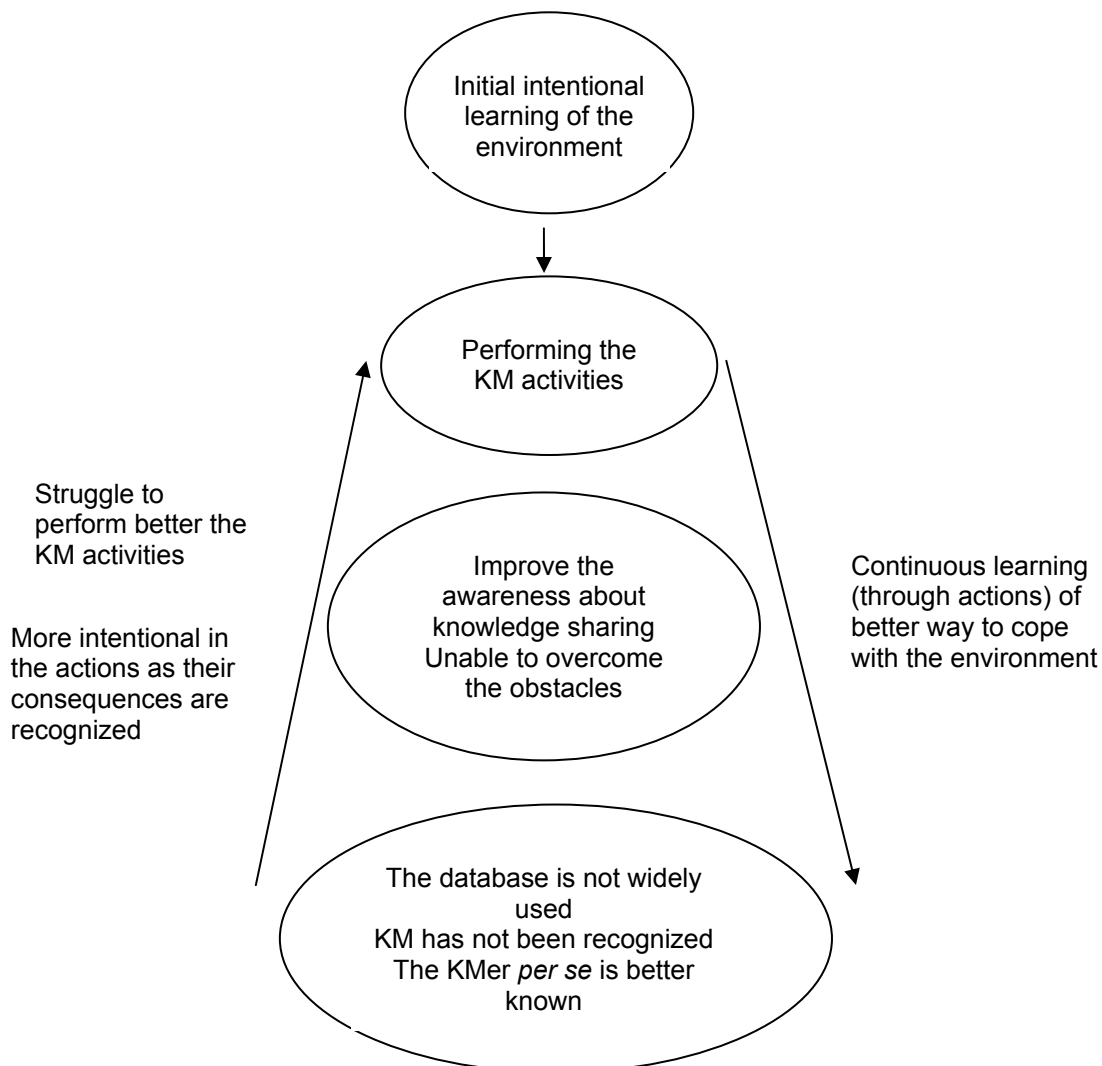 Initial intentional
learning of the
environment
Performing the
KM activities
Struggle to
perform better the
KM activities
More intentional in
the actions as their
consequences are
recognized
Improve the
awareness about
knowledge sharing
Unable to overcome
the obstacles
Continuous learning
(through actions) of
better way to cope
with the environment
The database is not widely
used
KM has not been recognized
The KMer per se is better
known